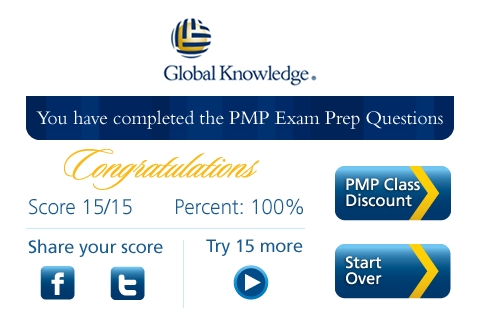 Global Knowledge®
You have completed the PMP Exam Prep Questions
Congratulations
Score 15/15 Percent: 100%
PMP Class
Discount
Share your score
Try 15 more
f t
Start
Over